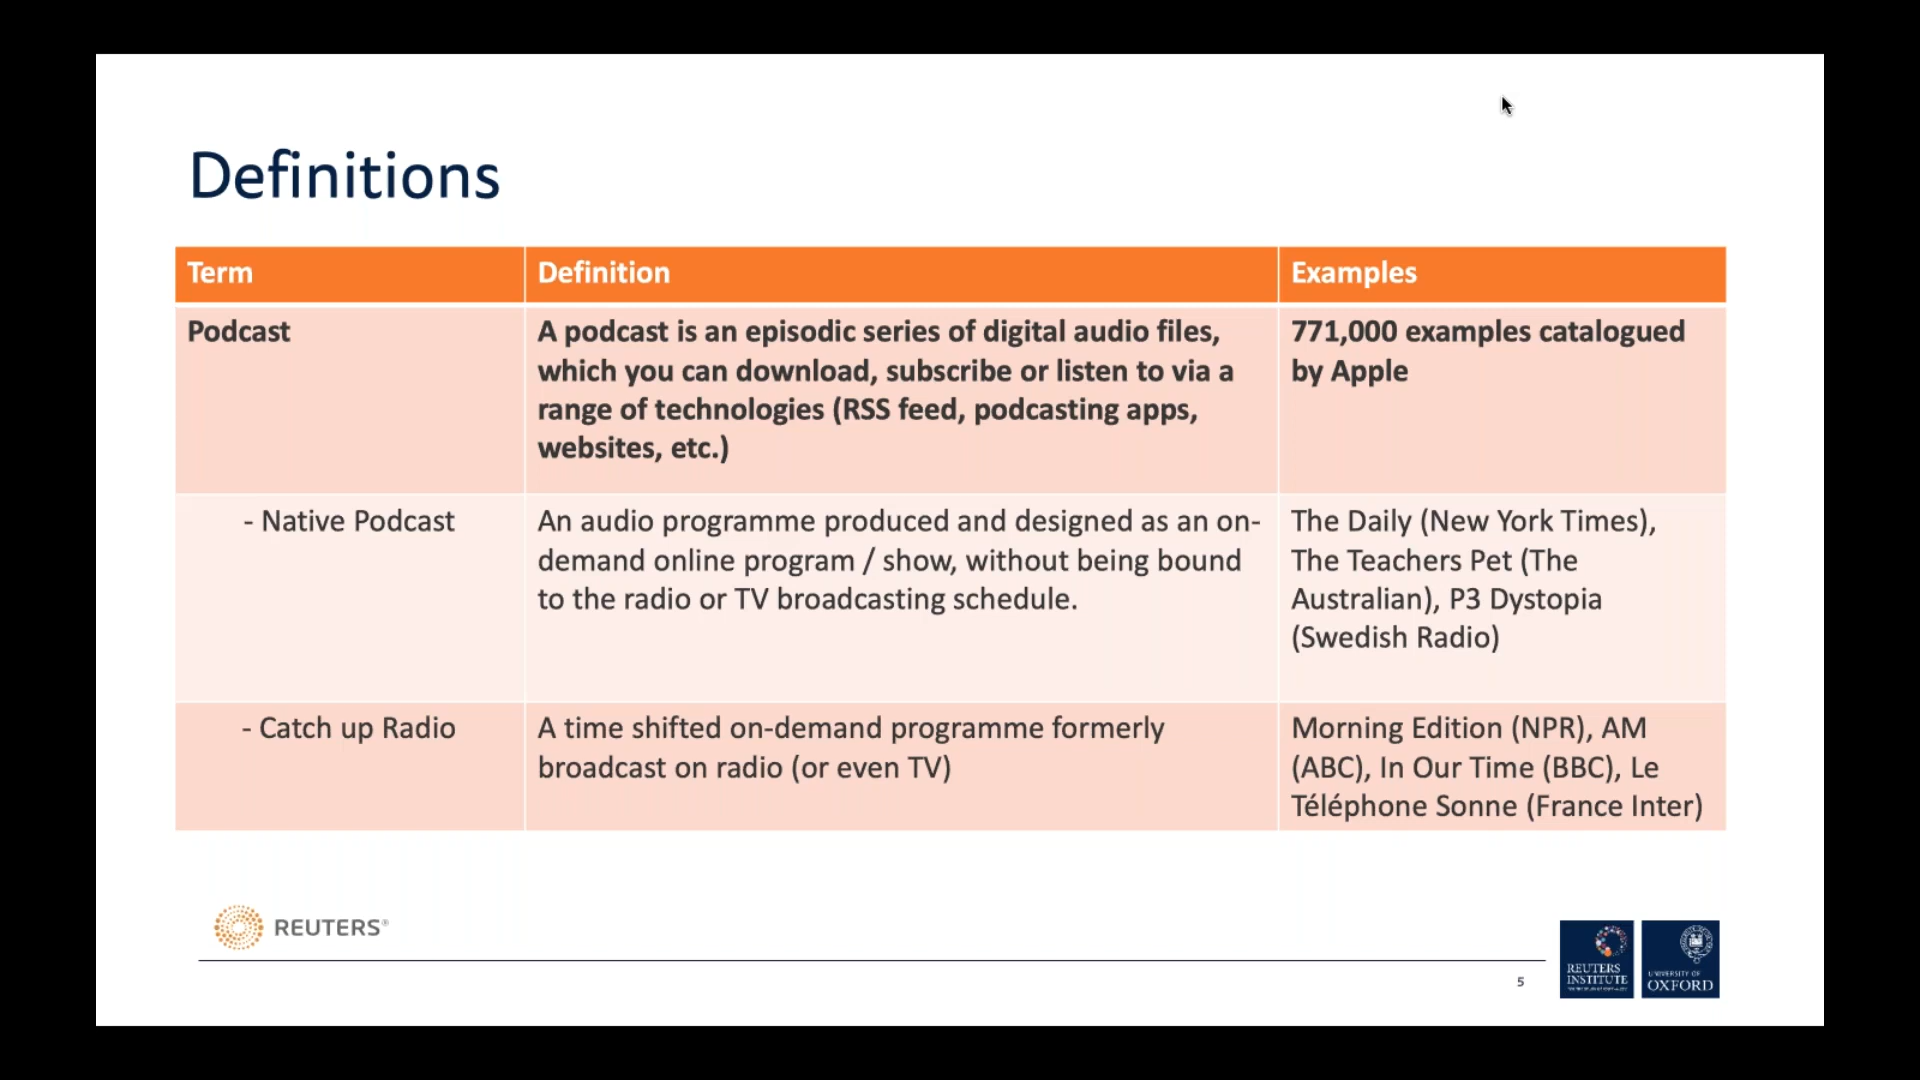 Definitions
Term
Definition
Examples
Podcast
A podcast is an episodic series of digital audio files,
which you can download, subscribe or listen to via a
range of technologies (RSS feed, podcasting apps,
websites, etc.)
771,000 examples catalogued
by Apple
- Native Podcast
An audio programme produced and designed as an on-
demand online program / show, without being bound
to the radio or TV broadcasting schedule.
The Daily (New York Times),
The Teachers Pet (The
Australian), P3 Dystopia
(Swedish Radio)
- Catch up Radio
A time shifted on-demand programme formerly
broadcast on radio (or even TV)
Morning Edition (NPR), AM
(ABC), In Our Time (BBC), Le
Téléphone Sonne (France Inter)
REUTERS®
5
REUTERS
INSTITUTE
UNIVERSITY OF
OXFORD